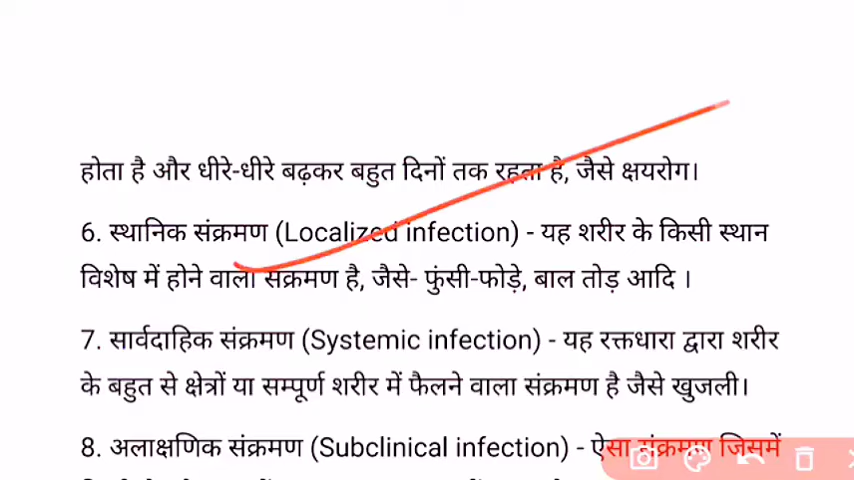 होता है और धीरे-धीरे बढ़कर बहुत दिनों तक रहता है, जैसे क्षयरोग।
6. स्थानिक संक्रमण (Localized infection) - यह शरीर के किसी स्थान
विशेष में होने वाला संक्रमण है, जैसे- फुंसी-फोड़े, बाल तोड़ आदि ।
7. सार्वदाहिक संक्रमण (Systemic infection) - यह रक्तधारा द्वारा शरीर
के बहुत से क्षेत्रों या सम्पूर्ण शरीर में फैलने वाला संक्रमण है जैसे खुजली।
8. अलाक्षणिक संक्रमण (Subclinical infection) - ऐसा संक्रमण जिसमें